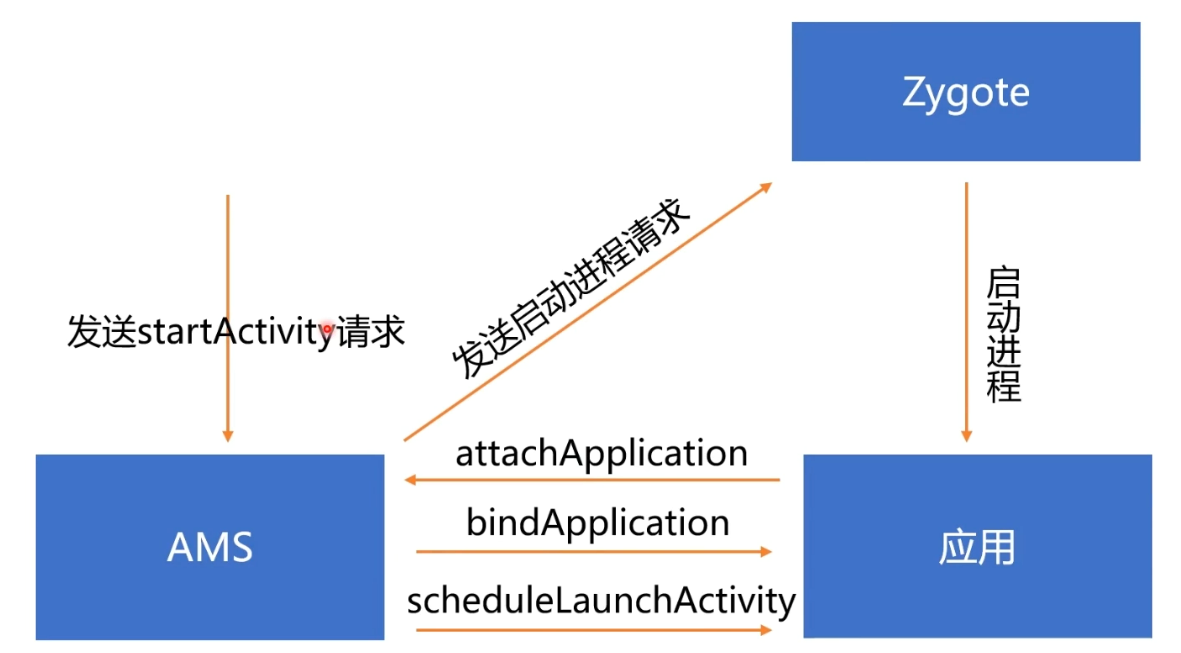 Zygote
发送startActivity请求
发送启动进程请求
启动进程
attachApplication
bindApplication
scheduleLaunchActivity
AMS
应用